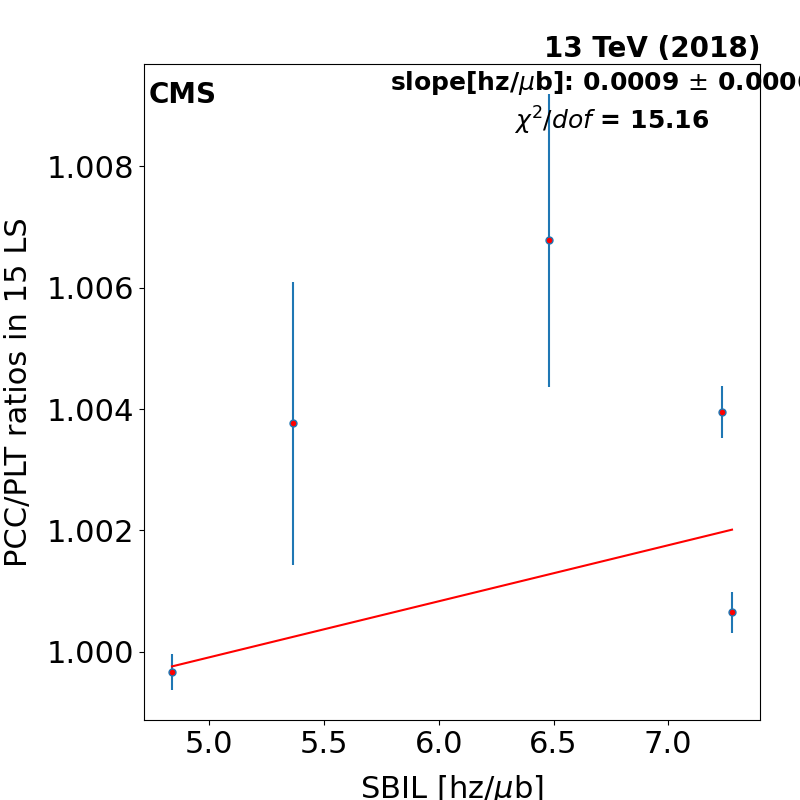 13 TeV (2018)
slope[hz/μb]: 0.0009 ± 0.000
CMS
χ²/dof = 15.16
1.008
1.006
1.004
1.002
1.000
PCC/PLT ratios in 15 LS
5.0 5.5 6.0 6.5 7.0
SBIL [hz/μb]